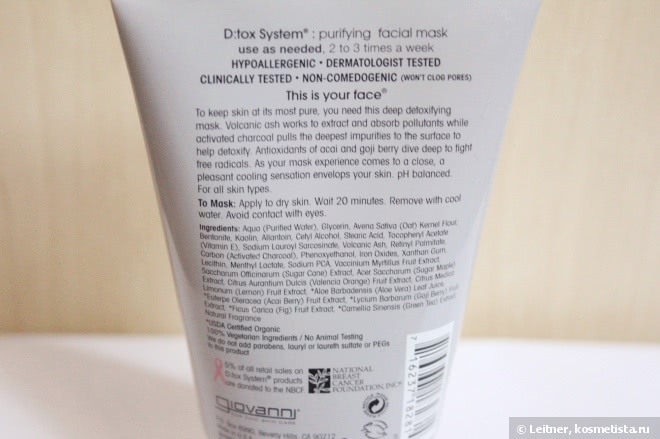 D:tox System® : purifying facial mask
use as needed, 2 to 3 times a week
HYPOALLERGENIC • DERMATOLOGIST TESTED
CLINICALLY TESTED • NON-COMEDOGENIC (WON'T CLOG PORES)
This is your face®
To keep skin at its most pure, you need this deep detoxifying
mask. Volcanic ash works to extract and absorb pollutants while
activated charcoal pulls the deepest impurities to the surface to
help detoxify. Antioxidants of acai and goji berry dive deep to fight
free radicals. As your mask experience comes to a close, a
pleasant cooling sensation envelops your skin. pH balanced.
For all skin types.
To Mask: Apply to dry skin. Wait 20 minutes. Remove with cool
water. Avoid contact with eyes.
Ingredients: Aqua (Purified Water), Glycerin, Avena Sativa (Oat) Kernel Flour,
Bentonite, Kaolin, Allantoin, Cetyl Alcohol, Stearic Acid, Tocopheryl Acetate
(Vitamin E), Sodium Lauroyl Sarcosinate, Volcanic Ash, Retinyl Palmitate,
Carbon (Activated Charcoal), Phenoxyethanol, Iron Oxides, Xanthan Gum,
Lecithin, Menthyl Lactate, Sodium PCA, Vaccinium Myrtillus Fruit Extract,
Saccharum Officinarum (Sugar Cane) Extract, Acer Saccharum (Sugar Maple)
Extract, Citrus Aurantium Dulcis (Valencia Orange) Fruit Extract, Citrus Medica
Limonum (Lemon) Fruit Extract, *Aloe Barbadensis (Aloe Vera) Leaf Juice,
*Euterpe Oleracea (Acai Berry) Fruit Extract, *Lycium Barbarum (Goji Berry) Fruit
Extract, *Ficus Carica (Fig) Fruit Extract, *Camellia Sinensis (Green Tea) Extract,
Natural Fragrance
*USDA Certified Organic
100% Vegetarian Ingredients / No Animal Testing
We do not add parabens, lauryl or laureth sulfate or PEGs
to this product
5% of all retail sales on
D:tox System® products
are donated to the NBCF
NATIONAL
BREAST
CANCER
FOUNDATION, INC®
giovanni
Box 6990, Beverly Hills, CA 90212
7 623
© Leitner, kosmetista.ru